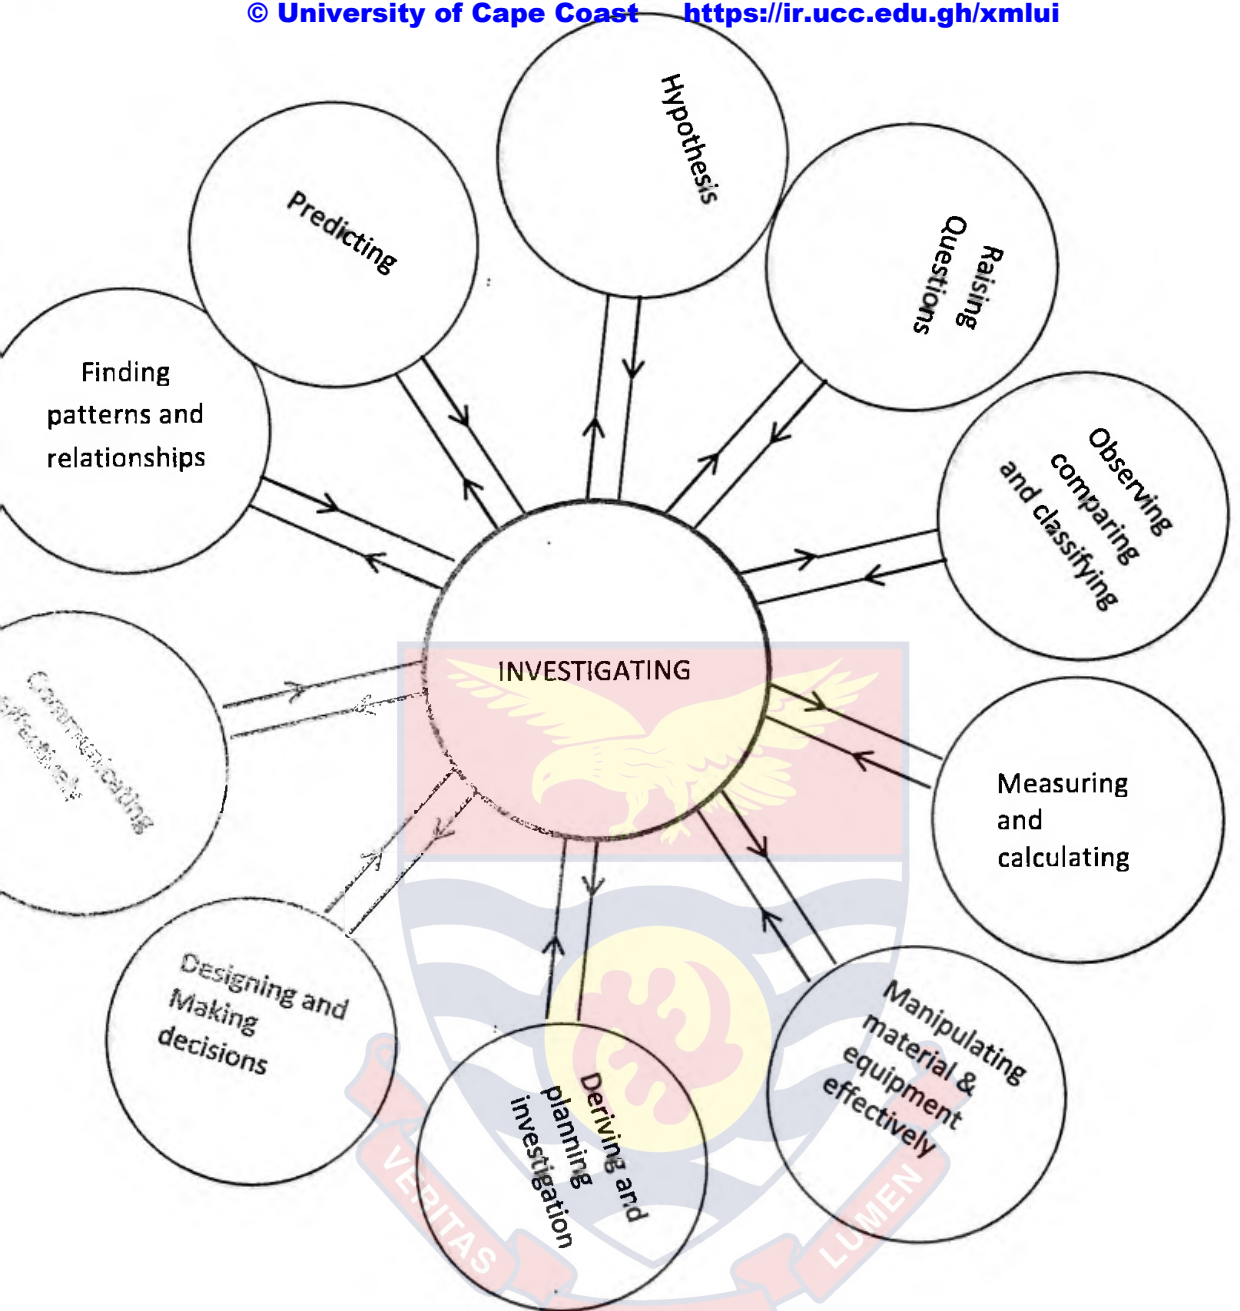 © University of Cape Coast https://ir.ucc.edu.gh/xmlui
Hypothesis
Raising
Questions
Predicting
Finding
patterns and
relationships
Observing
comparing
and classifying
INVESTIGATING
Measuring
and
calculating
Communicating
effectively
Designing and
Making
decisions
Manipulating
material &
equipment
effectively
Deriving and
planning
investigation
VERITAS
LUMEN